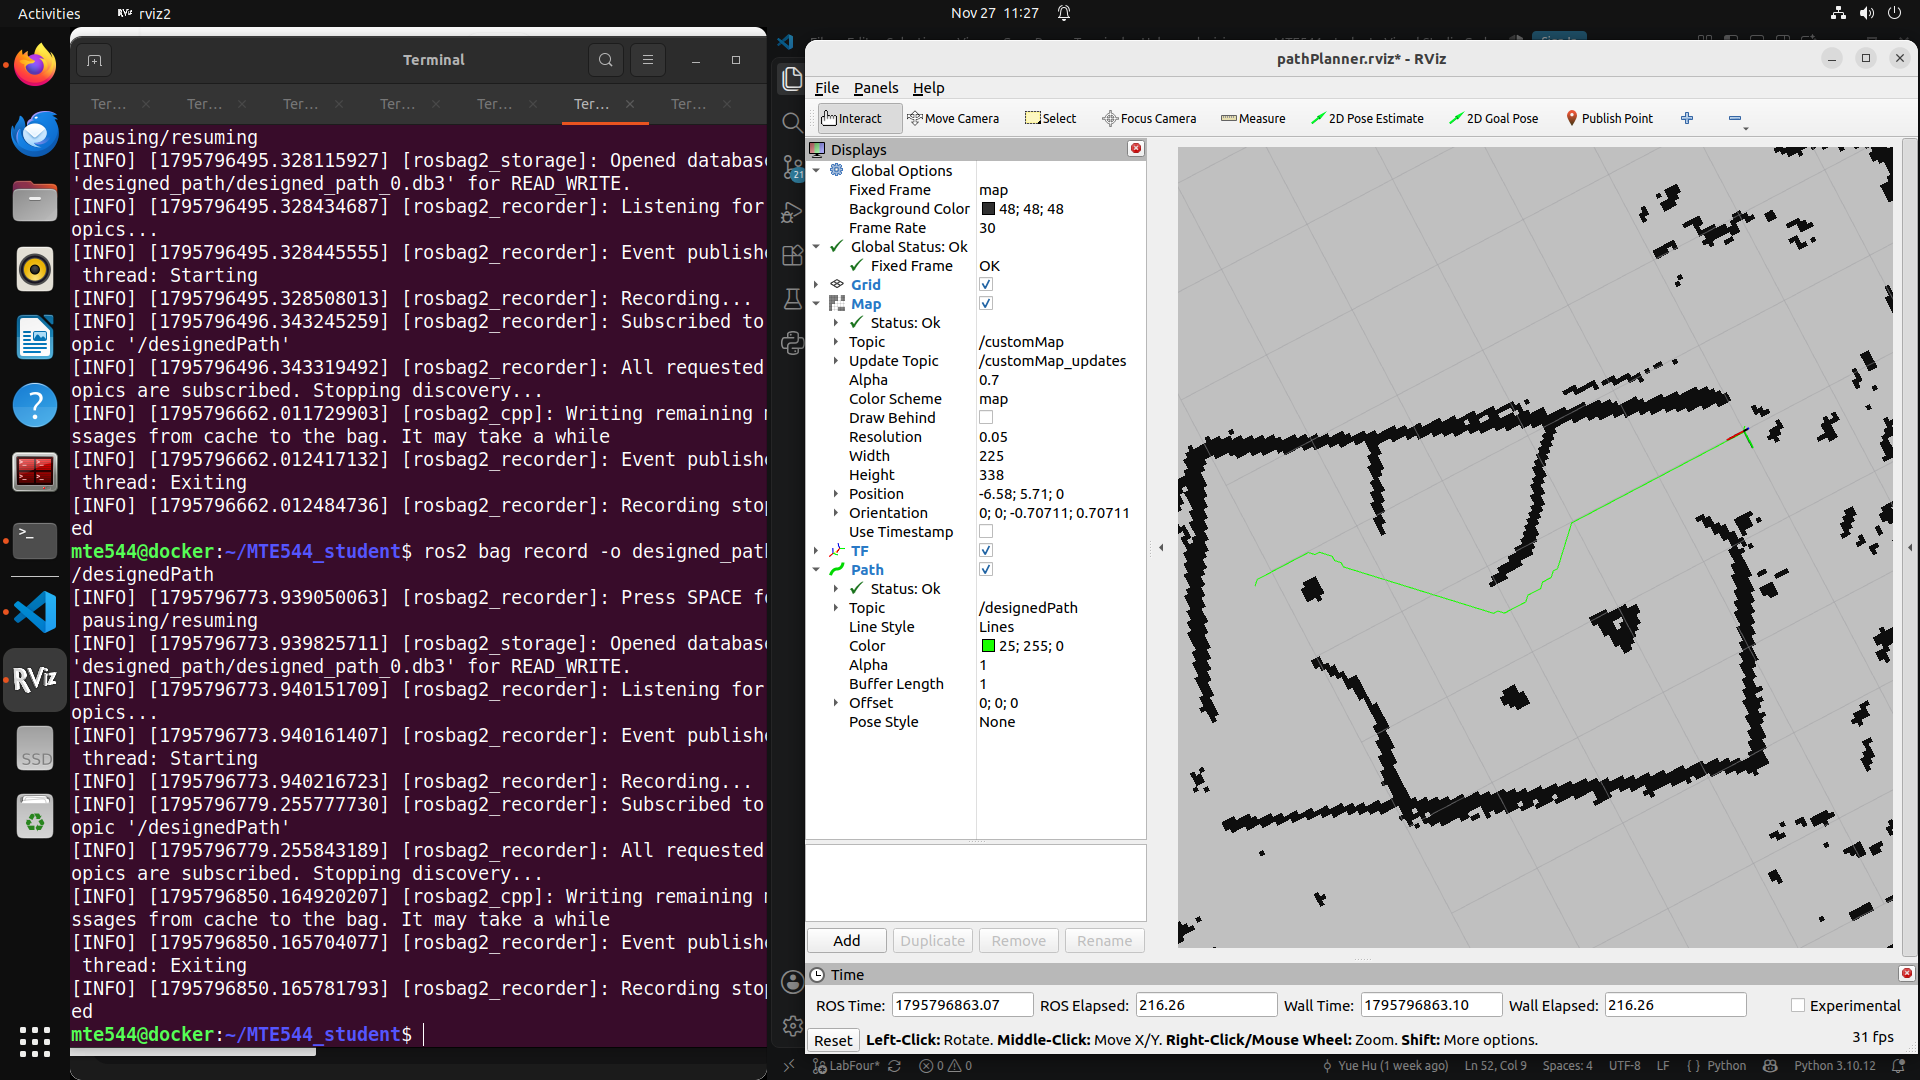 Activities
rviz2
Nov 27 11:27
Terminal
Ter...
Ter...
Ter...
Ter...
Ter...
Ter...
Ter...
pausing/resuming
[INFO] [1795796495.328115927] [rosbag2_storage]: Opened database
'designed_path/designed_path_0.db3' for READ_WRITE.
[INFO] [1795796495.328434687] [rosbag2_recorder]: Listening for
opics...
[INFO] [1795796495.328445555] [rosbag2_recorder]: Event publishe
thread: Starting
[INFO] [1795796495.328508013] [rosbag2_recorder]: Recording...
[INFO] [1795796496.343245259] [rosbag2_recorder]: Subscribed to
opic '/designedPath'
[INFO] [1795796496.343319492] [rosbag2_recorder]: All requested
opics are subscribed. Stopping discovery...
[INFO] [1795796662.011729903] [rosbag2_cpp]: Writing remaining m
ssages from cache to the bag. It may take a while
[INFO] [1795796662.012417132] [rosbag2_recorder]: Event publishe
thread: Exiting
[INFO] [1795796662.012484736] [rosbag2_recorder]: Recording stop
ed
mte544@docker:~/MTE544_student$ ros2 bag record -o designed_path
/designedPath
[INFO] [1795796773.939050063] [rosbag2_recorder]: Press SPACE fo
pausing/resuming
[INFO] [1795796773.939825711] [rosbag2_storage]: Opened database
'designed_path/designed_path_0.db3' for READ_WRITE.
[INFO] [1795796773.940151709] [rosbag2_recorder]: Listening for
opics...
[INFO] [1795796773.940161407] [rosbag2_recorder]: Event publishe
thread: Starting
[INFO] [1795796773.940216723] [rosbag2_recorder]: Recording...
[INFO] [1795796779.255777730] [rosbag2_recorder]: Subscribed to
opic '/designedPath'
[INFO] [1795796779.255843189] [rosbag2_recorder]: All requested
opics are subscribed. Stopping discovery...
[INFO] [1795796850.164920207] [rosbag2_cpp]: Writing remaining m
ssages from cache to the bag. It may take a while
[INFO] [1795796850.165704077] [rosbag2_recorder]: Event publishe
thread: Exiting
[INFO] [1795796850.165781793] [rosbag2_recorder]: Recording stop
ed
mte544@docker:~/MTE544_student$
RViz
SSD
21
pathPlanner.rviz* - RViz
File Panels Help
Interact
Move Camera
Select
Focus Camera
Measure
2D Pose Estimate
2D Goal Pose
Publish Point
Displays
Global Options
Fixed Frame map
Background Color 48; 48; 48
Frame Rate 30
Global Status: Ok
Fixed Frame OK
Grid
Map
Status: Ok
Topic /customMap
Update Topic /customMap_updates
Alpha 0.7
Color Scheme map
Draw Behind
Resolution 0.05
Width 225
Height 338
Position -6.58; 5.71; 0
Orientation 0; 0; -0.70711; 0.70711
Use Timestamp
TF
Path
Status: Ok
Topic /designedPath
Line Style Lines
Color 25; 255; 0
Alpha 1
Buffer Length 1
Offset 0; 0; 0
Pose Style None
Add
Duplicate
Remove
Rename
Time
ROS Time: 1795796863.07
ROS Elapsed: 216.26
Wall Time: 1795796863.10
Wall Elapsed: 216.26
Experimental
Reset
Left-Click: Rotate. Middle-Click: Move X/Y. Right-Click/Mouse Wheel: Zoom. Shift: More options.
31 fps
LabFour*
0
0
Yue Hu (1 week ago)
Ln 52, Col 9
Spaces: 4
UTF-8
LF
{ } Python
Python 3.10.12